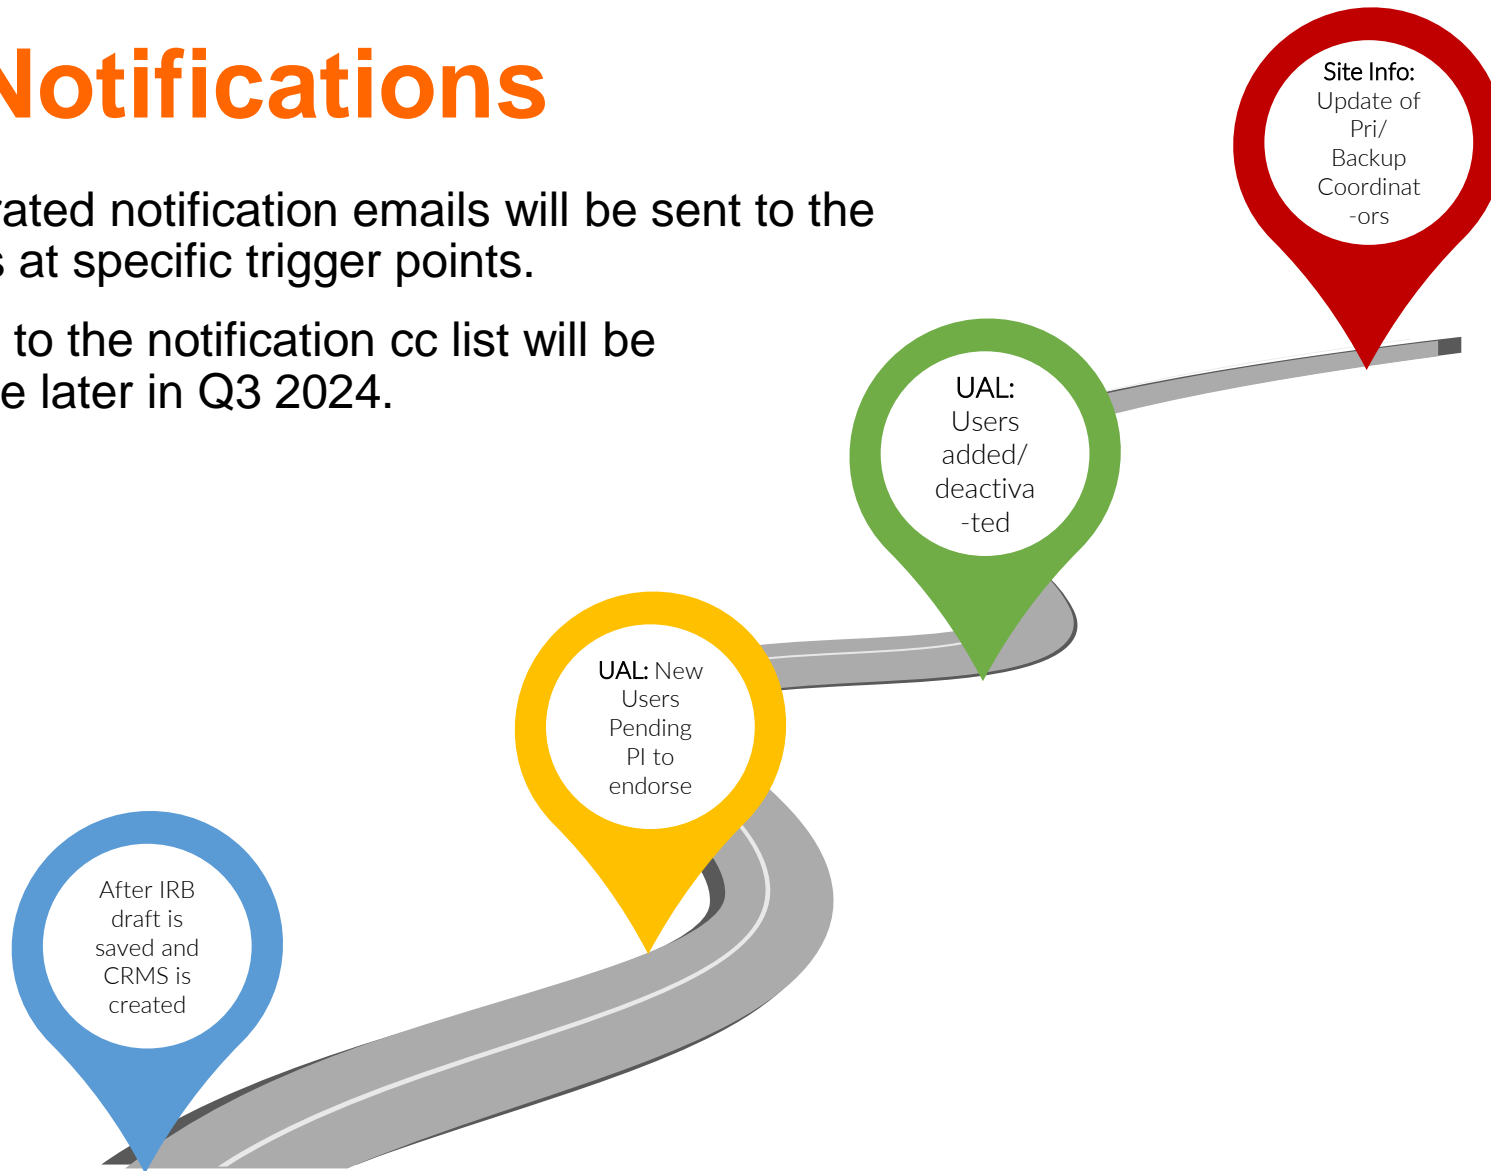 Notifications
rated notification emails will be sent to the
s at specific trigger points.
to the notification cc list will be
e later in Q3 2024.
Site Info:
Update of
Pri/
Backup
Coordinat
-ors
UAL:
Users
added/
deactiva
-ted
UAL: New
Users
Pending
PI to
endorse
After IRB
draft is
saved and
CRMS is
created